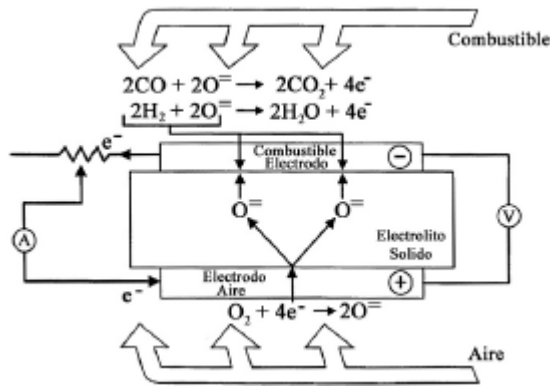 Combustible
2CO + 2O⁼ → 2CO₂ + 4e⁻
2H₂ + 2O⁼ → 2H₂O + 4e⁻
e⁻
Combustible
Electrodo
−
O⁼ O⁼
A
V
Electrolito
Solido
Electrodo
Aire
+
e⁻
O₂ + 4e⁻ → 2O⁼
Aire